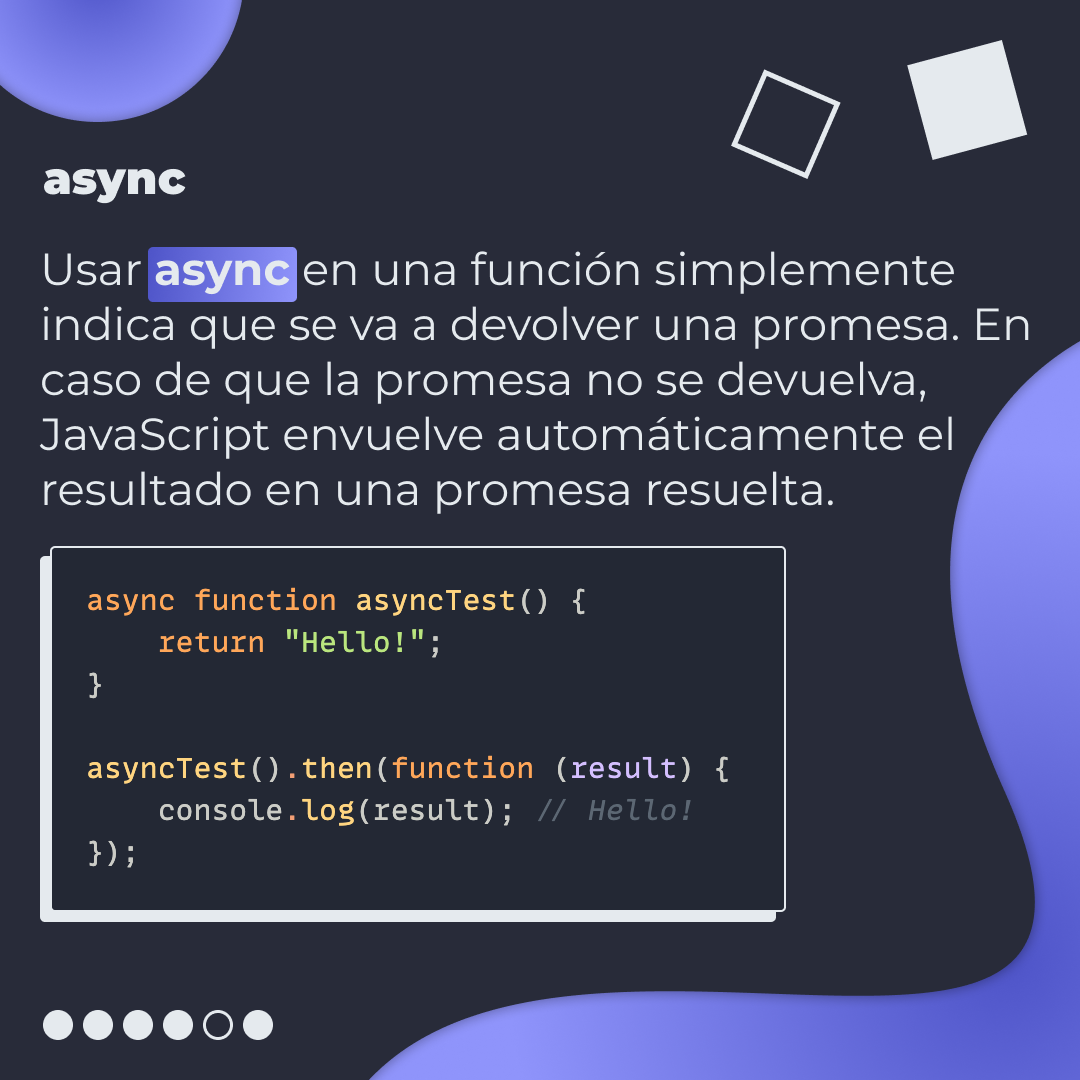 async
Usar async en una función simplemente
indica que se va a devolver una promesa. En
caso de que la promesa no se devuelva,
JavaScript envuelve automáticamente el
resultado en una promesa resuelta.
async function asyncTest() {
    return "Hello!";
}
asyncTest().then(function (result) {
    console.log(result); // Hello!
});